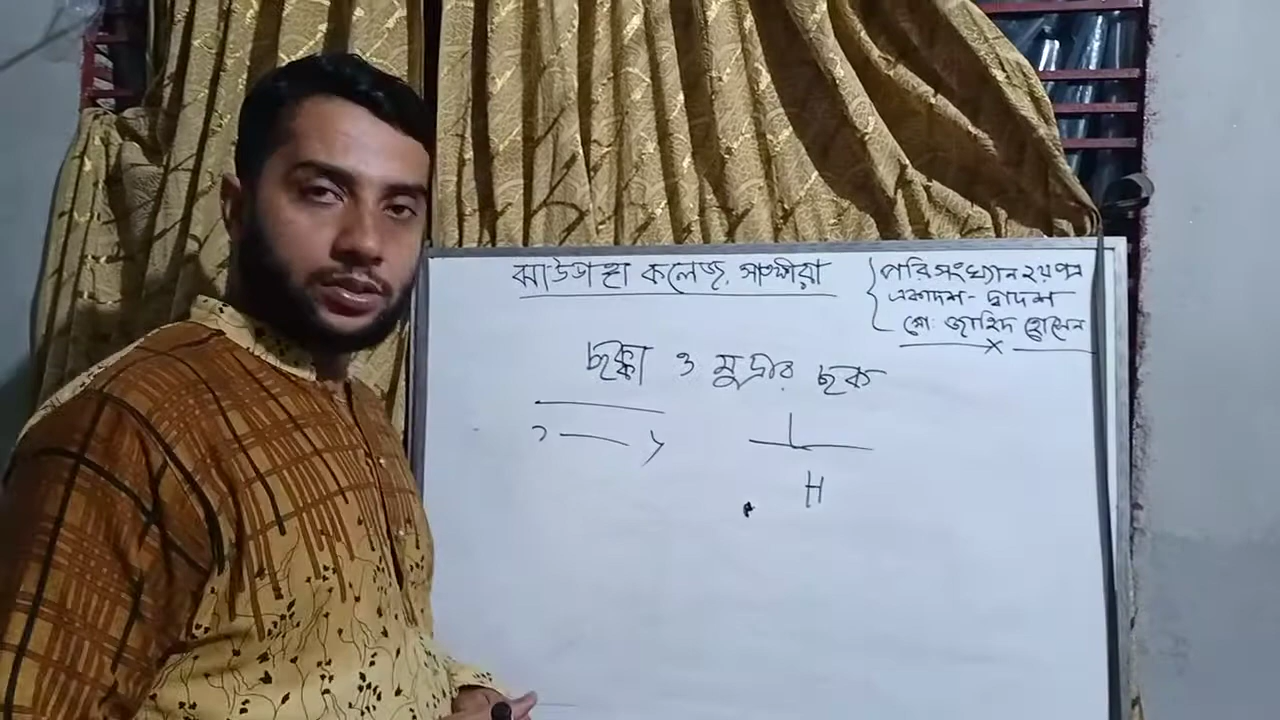 ঝাউডাঙ্গা কলেজ, সাতক্ষীরা
পরিসংখ্যান ২য় পত্র
একাদশ - দ্বাদশ
মো: জাহিদ হোসেন
ছক্কা ও মুদ্রার ছক
H